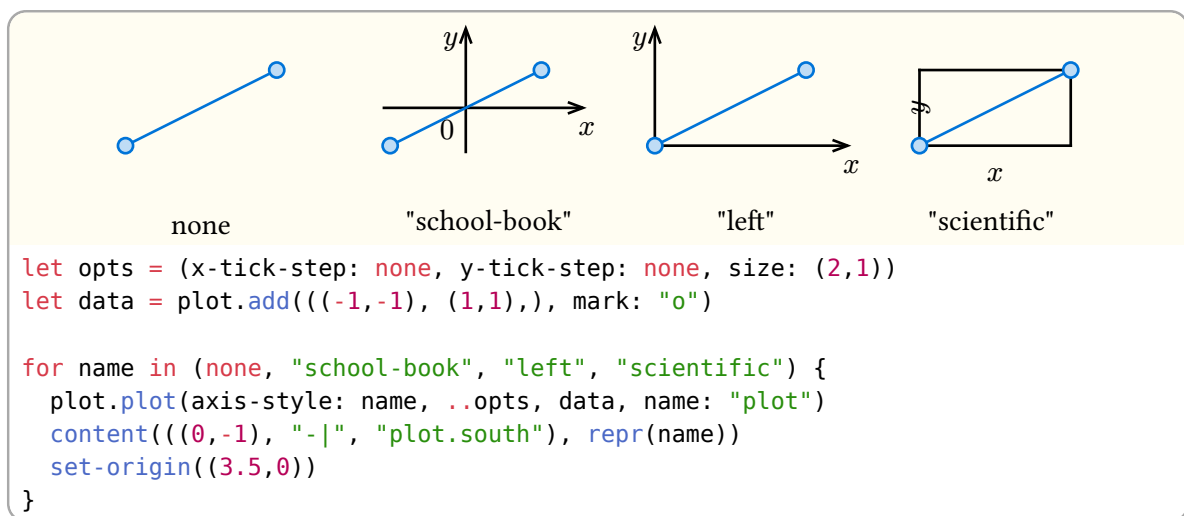 y
x
0
y
x
y
x
none
"school-book"
"left"
"scientific"
let opts = (x-tick-step: none, y-tick-step: none, size: (2,1))
let data = plot.add(((-1,-1), (1,1),), mark: "o")
for name in (none, "school-book", "left", "scientific") {
  plot.plot(axis-style: name, ..opts, data, name: "plot")
  content(((0,-1), "-|", "plot.south"), repr(name))
  set-origin((3.5,0))
}